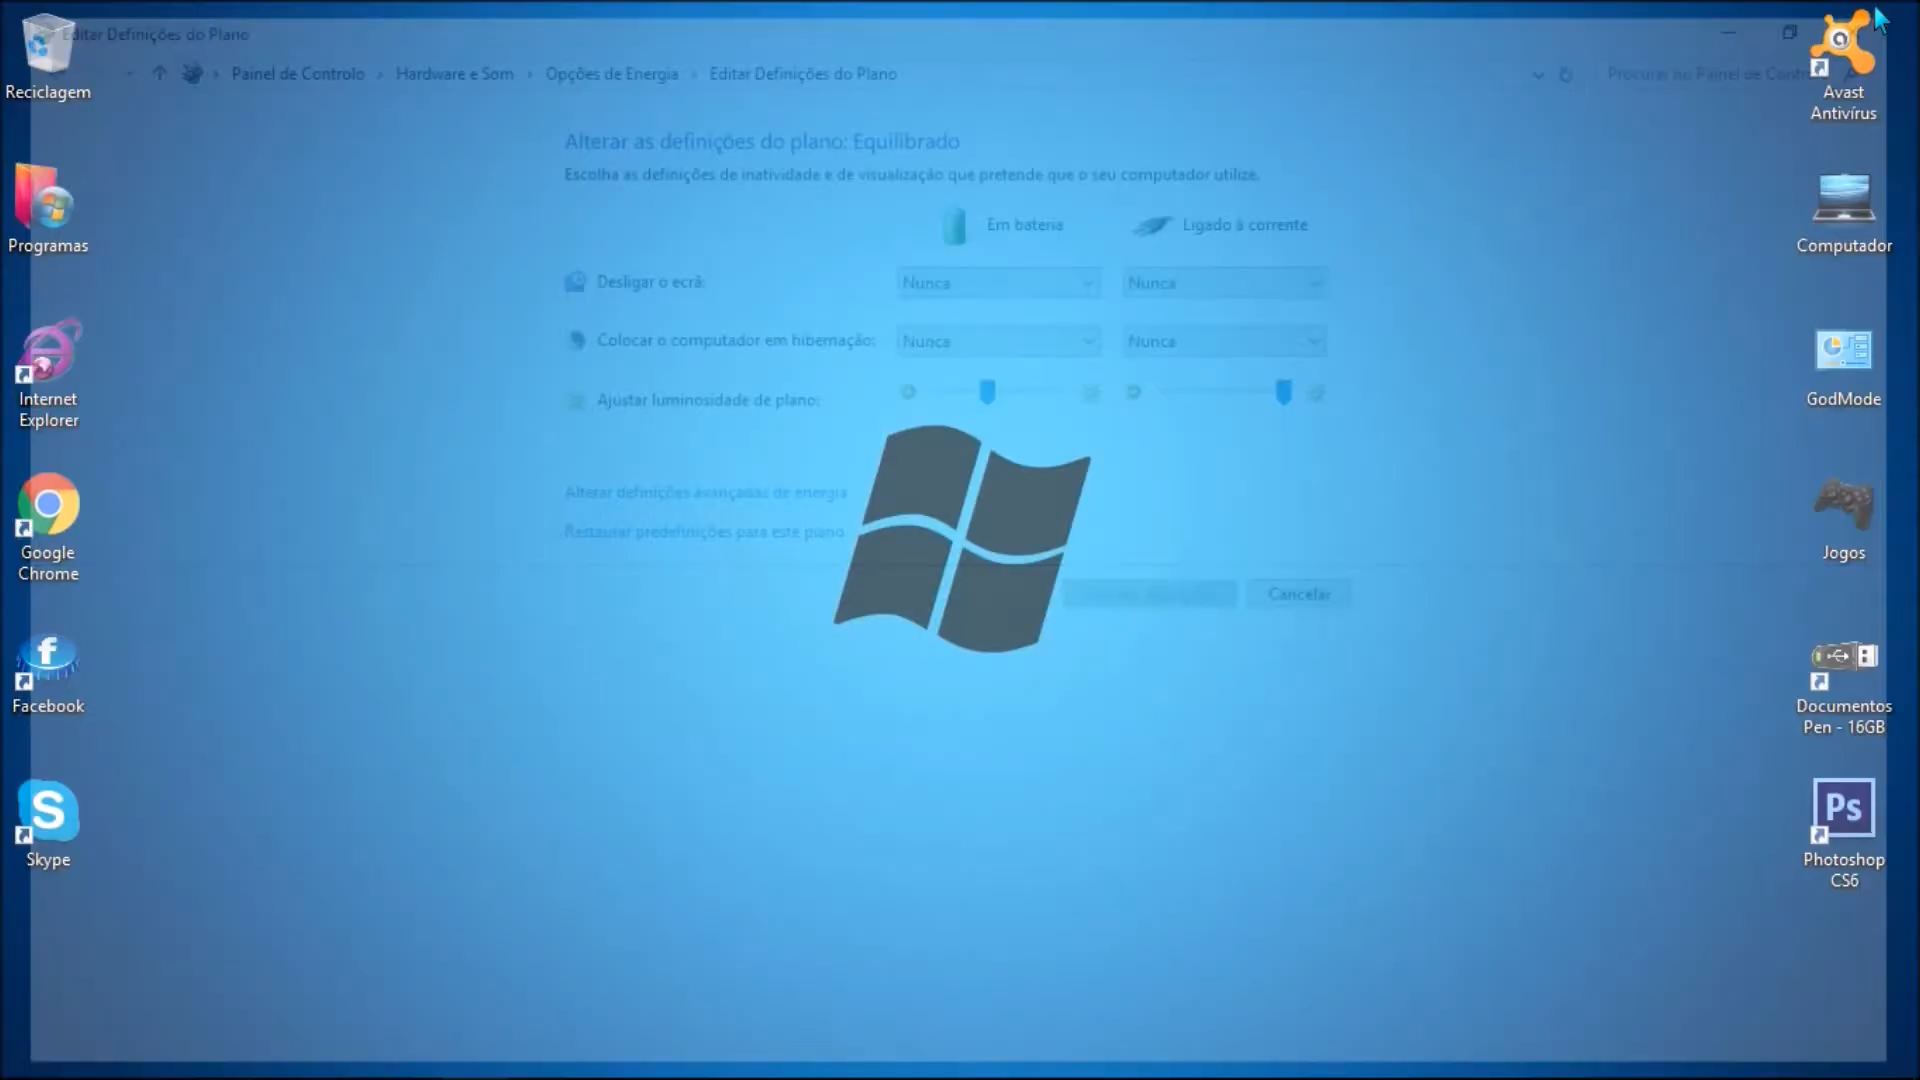 Editar Definições do Plano
Painel de Controlo
Hardware e Som
Opções de Energia
Editar Definições do Plano
Procurar no Painel de
Alterar as definições do plano: Equilibrado
Escolha as definições de inatividade e de visualização que pretende que o seu computador utilize.
Em bateria
Ligado à corrente
Desligar o ecrã:
Nunca
Nunca
Colocar o computador em hibernação:
Nunca
Nunca
Ajustar luminosidade de plano:
Alterar definições avançadas de energia
Restaurar predefinições para este plano
Cancelar
Reciclagem
Programas
Internet
Explorer
Google
Chrome
f
Facebook
S
Skype
a
Avast
Antivírus
Computador
GodMode
Jogos
Documentos
Pen - 16GB
Ps
Photoshop
CS6